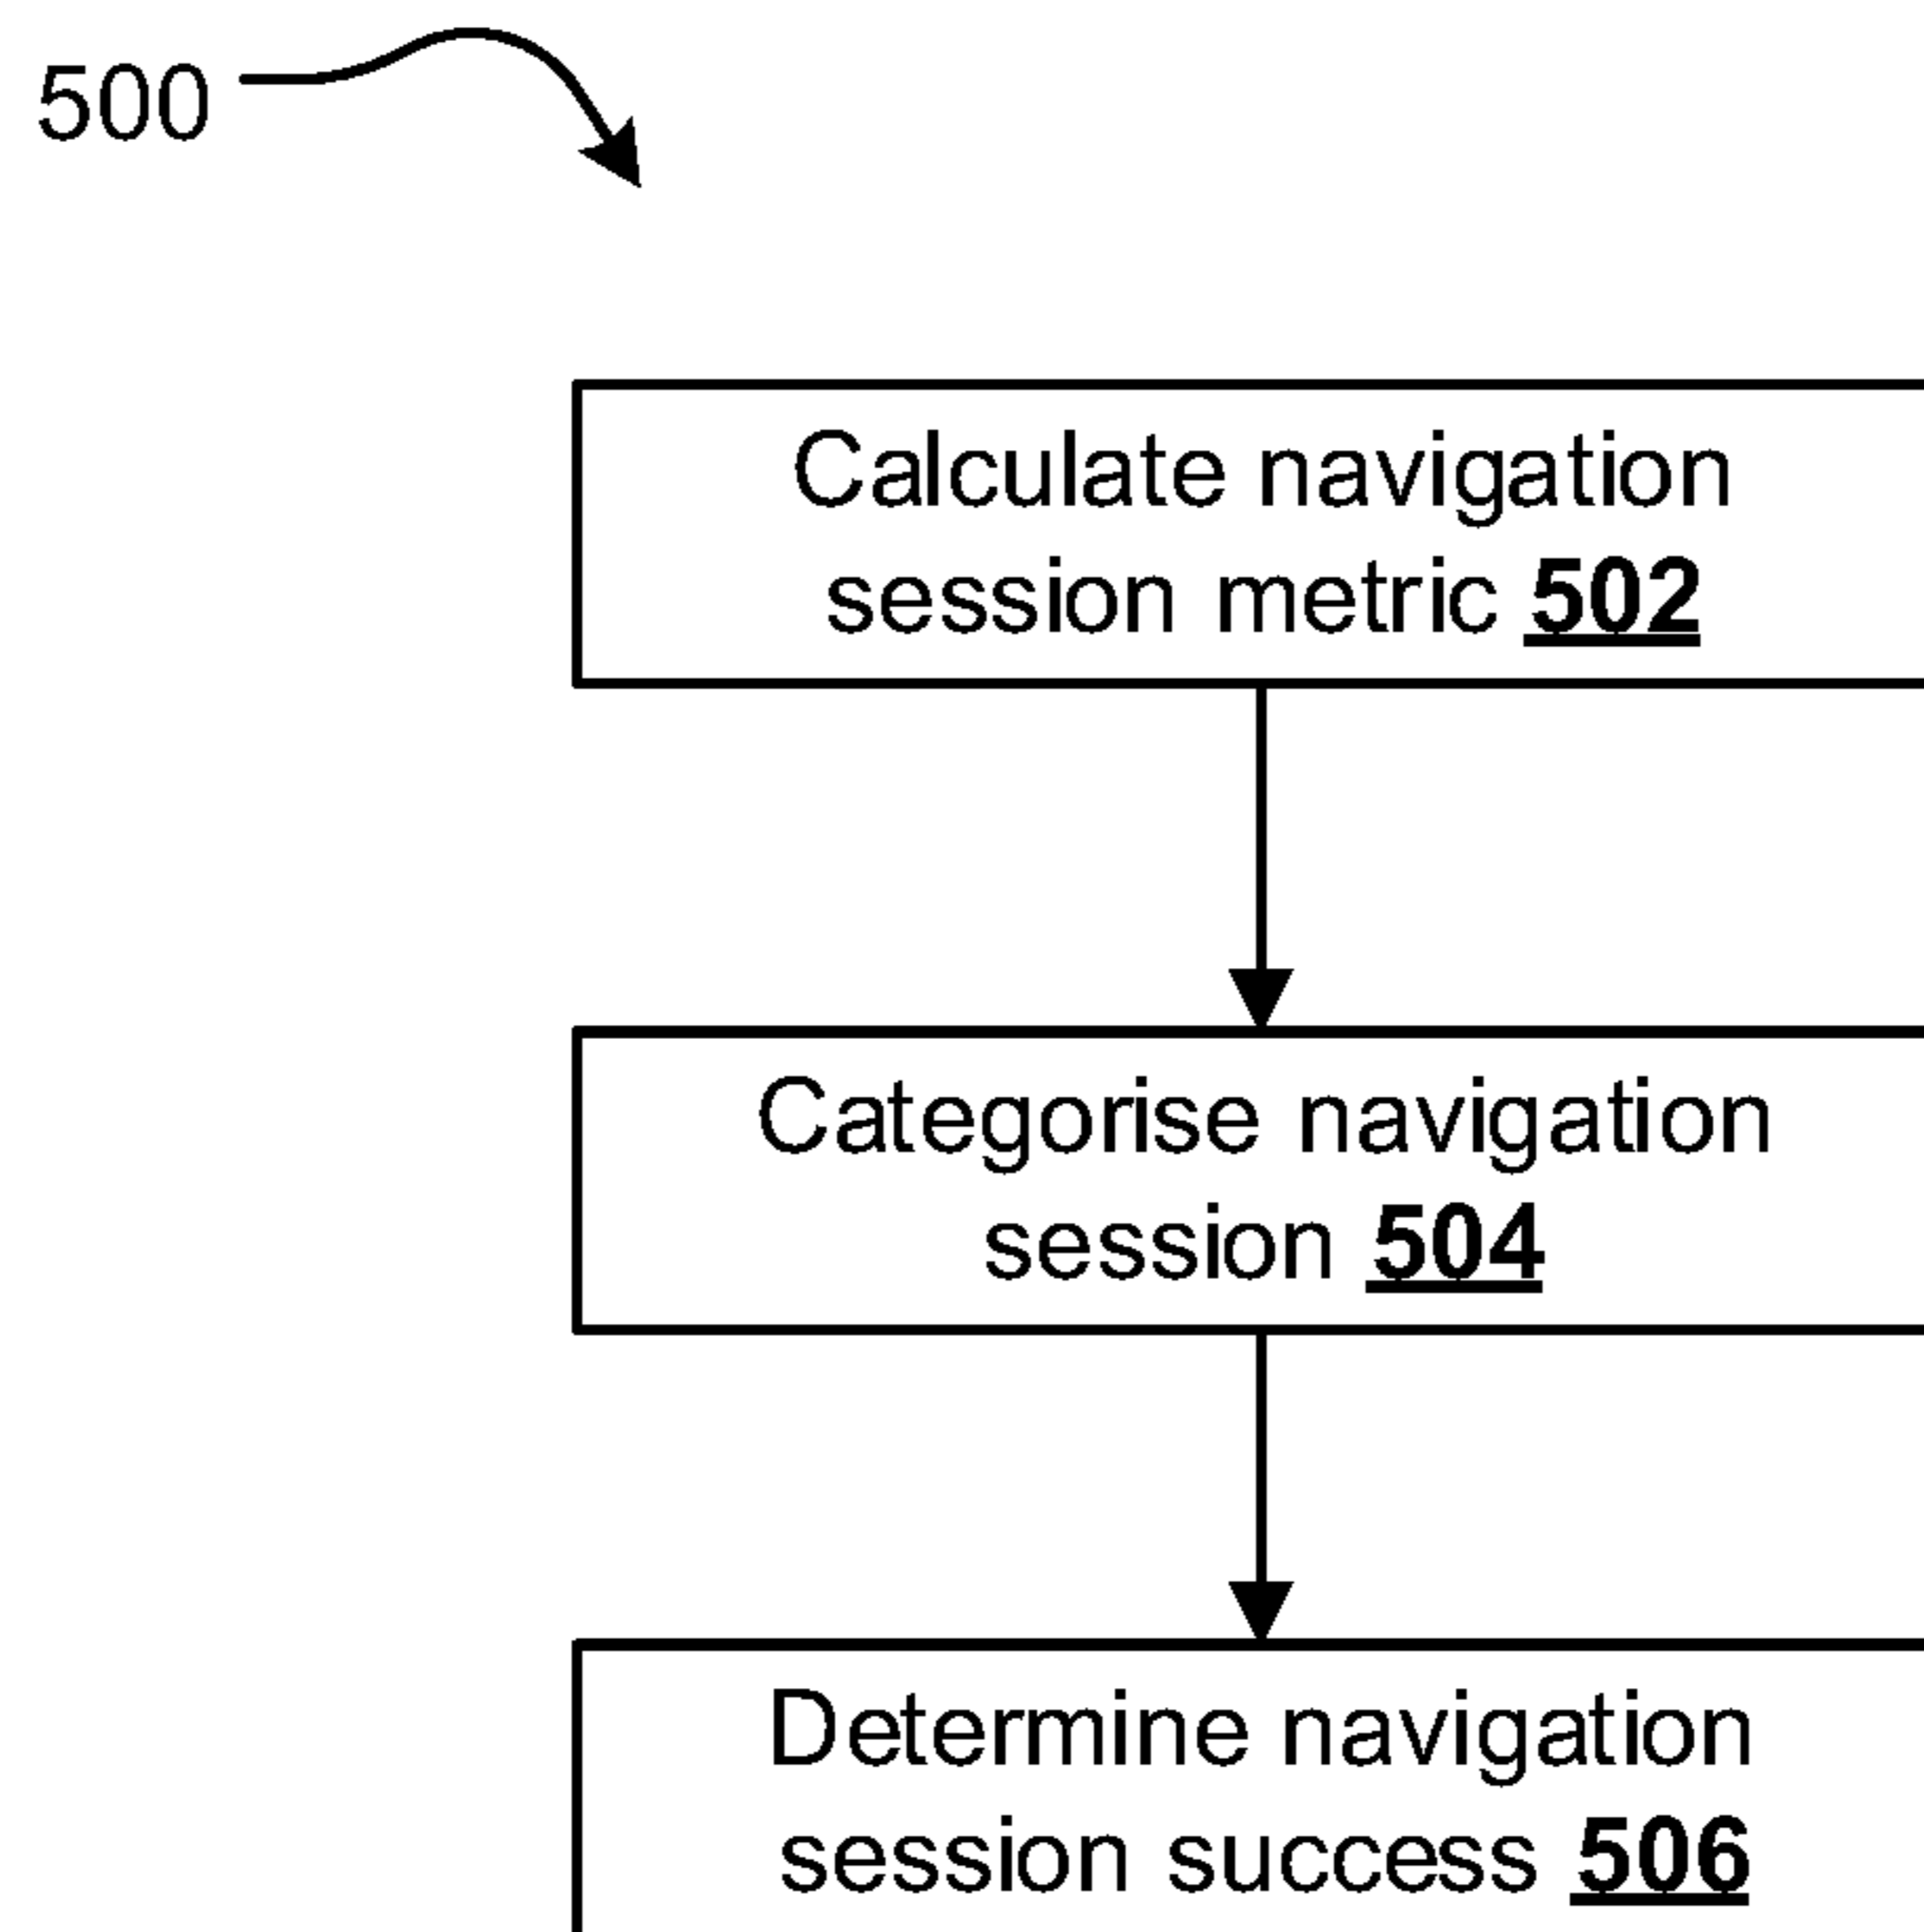 500
Calculate navigation
session metric 502
Categorise navigation
session 504
Determine navigation
session success 506